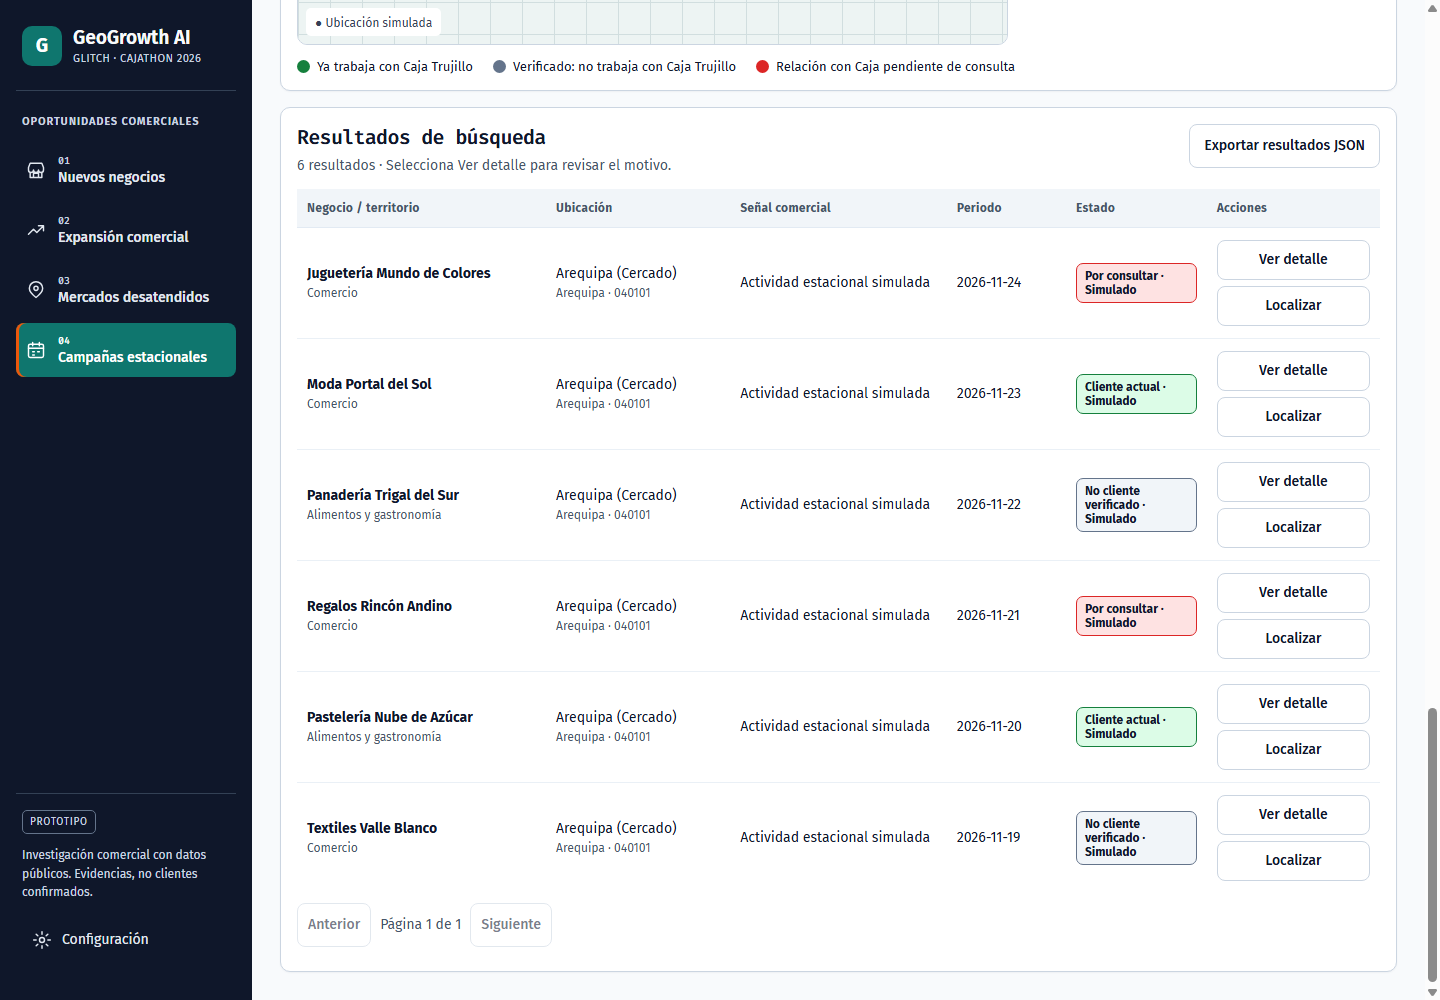 G
GeoGrowth AI
GLITCH · CAJATHON 2026
OPORTUNIDADES COMERCIALES
01
Nuevos negocios
02
Expansión comercial
03
Mercados desatendidos
04
Campañas estacionales
PROTOTIPO
Investigación comercial con datos
públicos. Evidencias, no clientes
confirmados.
Configuración
● Ubicación simulada
Ya trabaja con Caja Trujillo
Verificado: no trabaja con Caja Trujillo
Relación con Caja pendiente de consulta
Resultados de búsqueda
6 resultados · Selecciona Ver detalle para revisar el motivo.
Exportar resultados JSON
Negocio / territorio
Ubicación
Señal comercial
Periodo
Estado
Acciones
Juguetería Mundo de Colores
Comercio
Arequipa (Cercado)
Arequipa · 040101
Actividad estacional simulada
2026-11-24
Por consultar ·
Simulado
Ver detalle
Localizar
Moda Portal del Sol
Comercio
Arequipa (Cercado)
Arequipa · 040101
Actividad estacional simulada
2026-11-23
Cliente actual ·
Simulado
Ver detalle
Localizar
Panadería Trigal del Sur
Alimentos y gastronomía
Arequipa (Cercado)
Arequipa · 040101
Actividad estacional simulada
2026-11-22
No cliente
verificado ·
Simulado
Ver detalle
Localizar
Regalos Rincón Andino
Comercio
Arequipa (Cercado)
Arequipa · 040101
Actividad estacional simulada
2026-11-21
Por consultar ·
Simulado
Ver detalle
Localizar
Pastelería Nube de Azúcar
Alimentos y gastronomía
Arequipa (Cercado)
Arequipa · 040101
Actividad estacional simulada
2026-11-20
Cliente actual ·
Simulado
Ver detalle
Localizar
Textiles Valle Blanco
Comercio
Arequipa (Cercado)
Arequipa · 040101
Actividad estacional simulada
2026-11-19
No cliente
verificado ·
Simulado
Ver detalle
Localizar
Anterior
Página 1 de 1
Siguiente